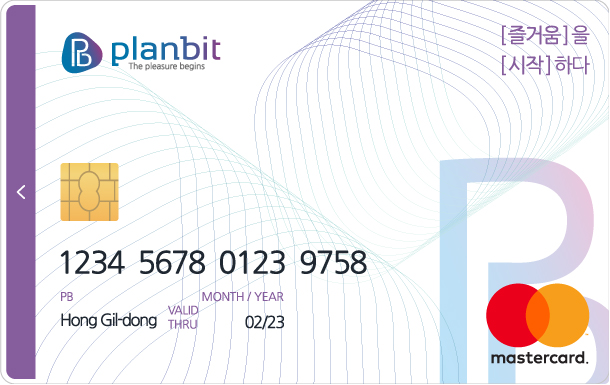 planbit
The pleasure begins
[즐거움]을
[시작]하다
1234 5678 0123 9758
PB
MONTH / YEAR
Hong Gil-dong
VALID
THRU
02/23
mastercard.